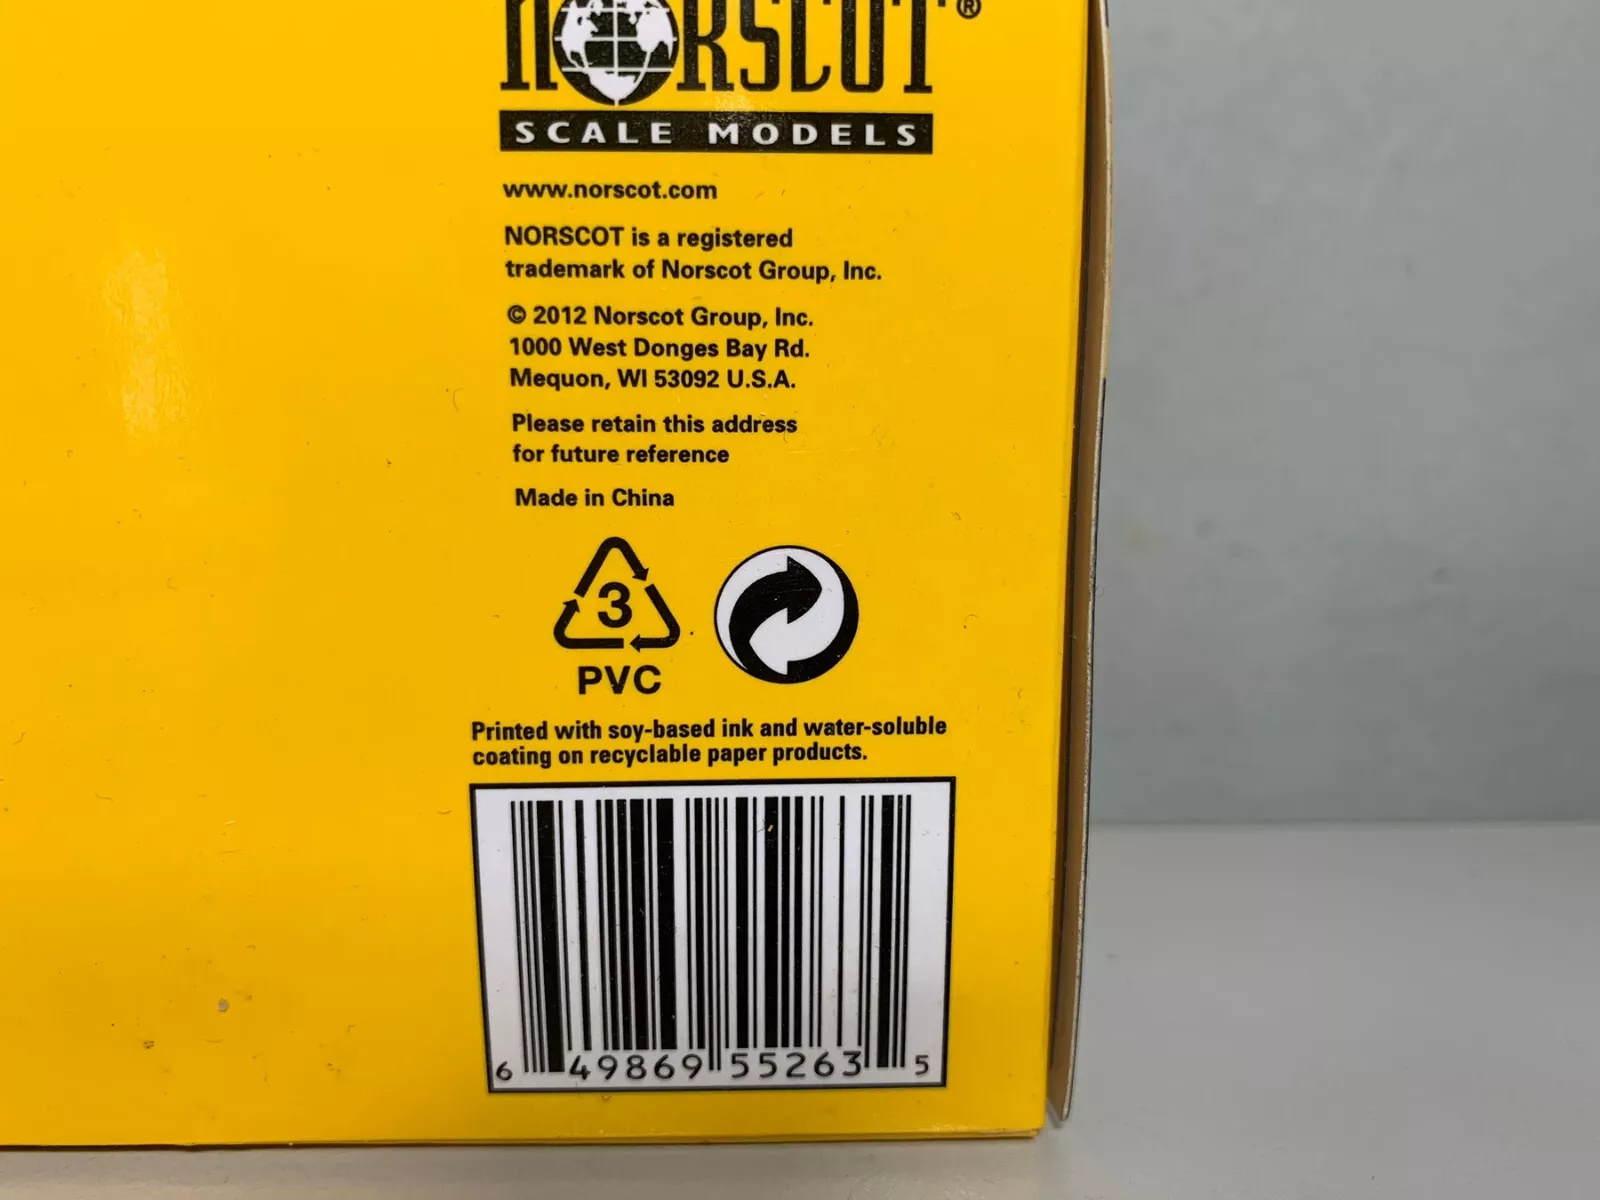 NORSCOT®
SCALE MODELS
www.norscot.com
NORSCOT is a registered
trademark of Norscot Group, Inc.
© 2012 Norscot Group, Inc.
1000 West Donges Bay Rd.
Mequon, WI 53092 U.S.A.
Please retain this address
for future reference
Made in China
3
PVC
Printed with soy-based ink and water-soluble
coating on recyclable paper products.
6 49869 55263 5